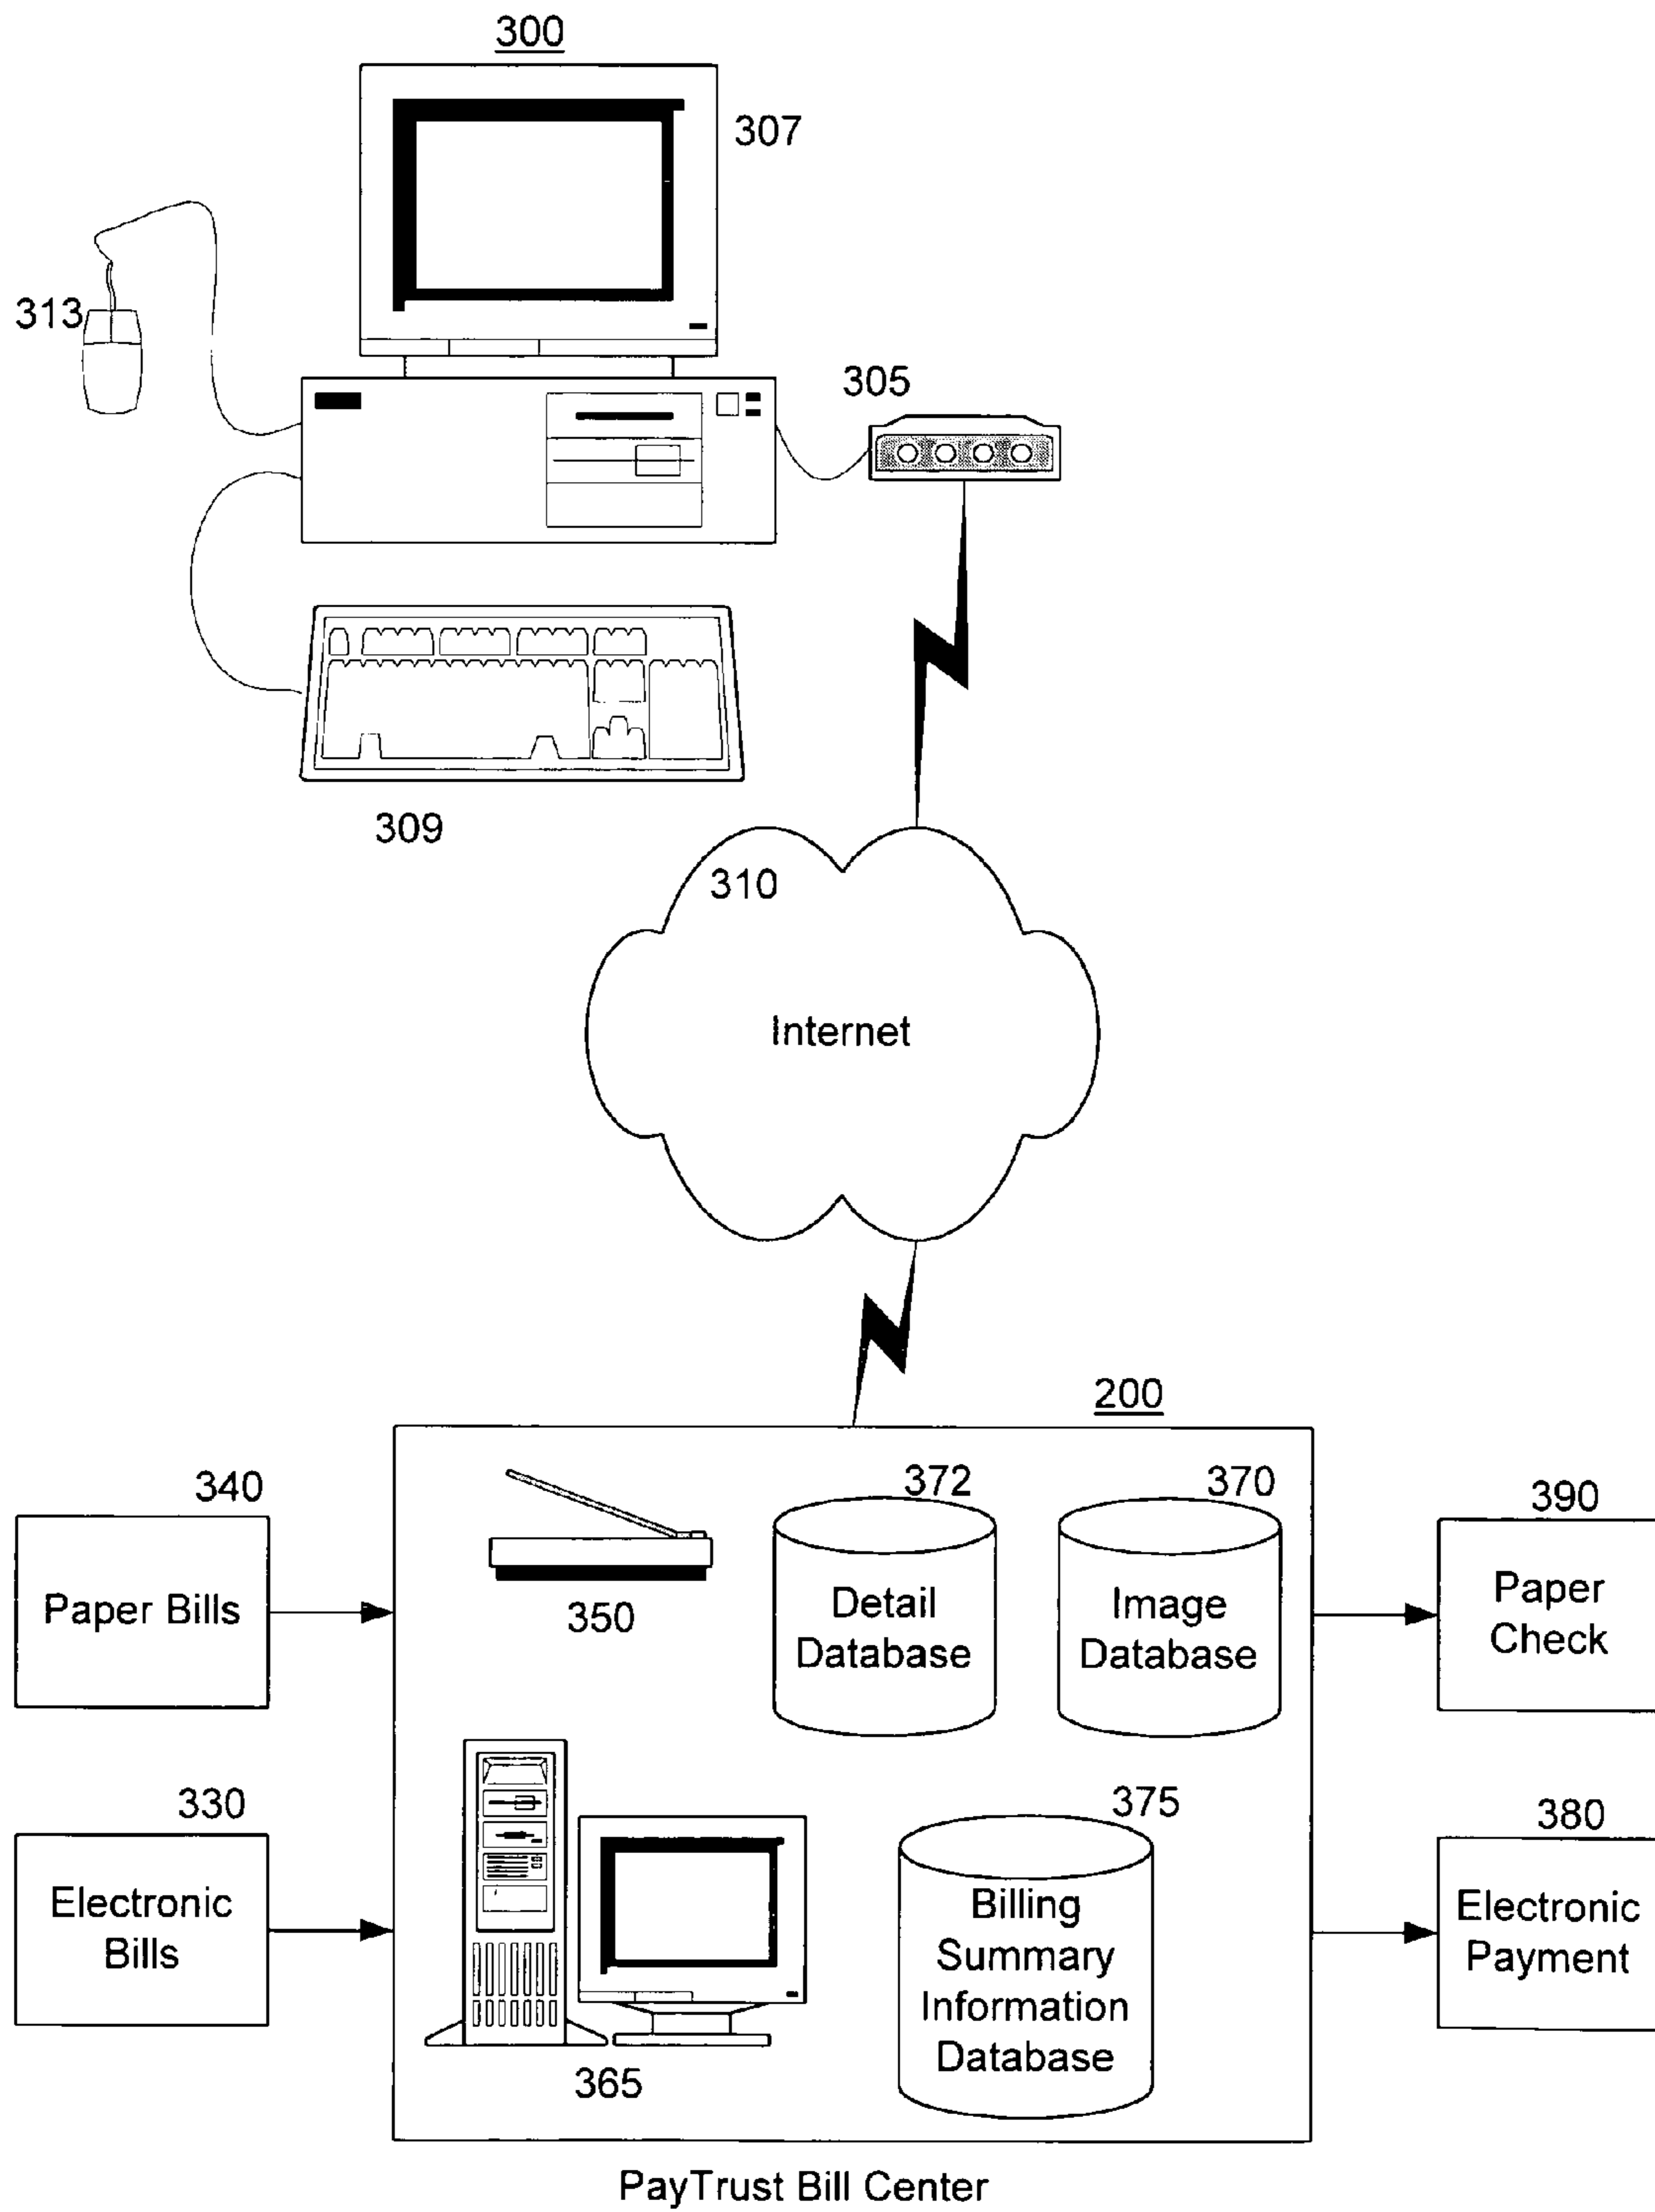 300
307
313
305
309
310
Internet
200
340
372
370
390
Paper Bills
350
Detail
Database
Image
Database
Paper
Check
330
375
380
Electronic
Bills
Billing
Summary
Information
Database
Electronic
Payment
365
PayTrust Bill Center